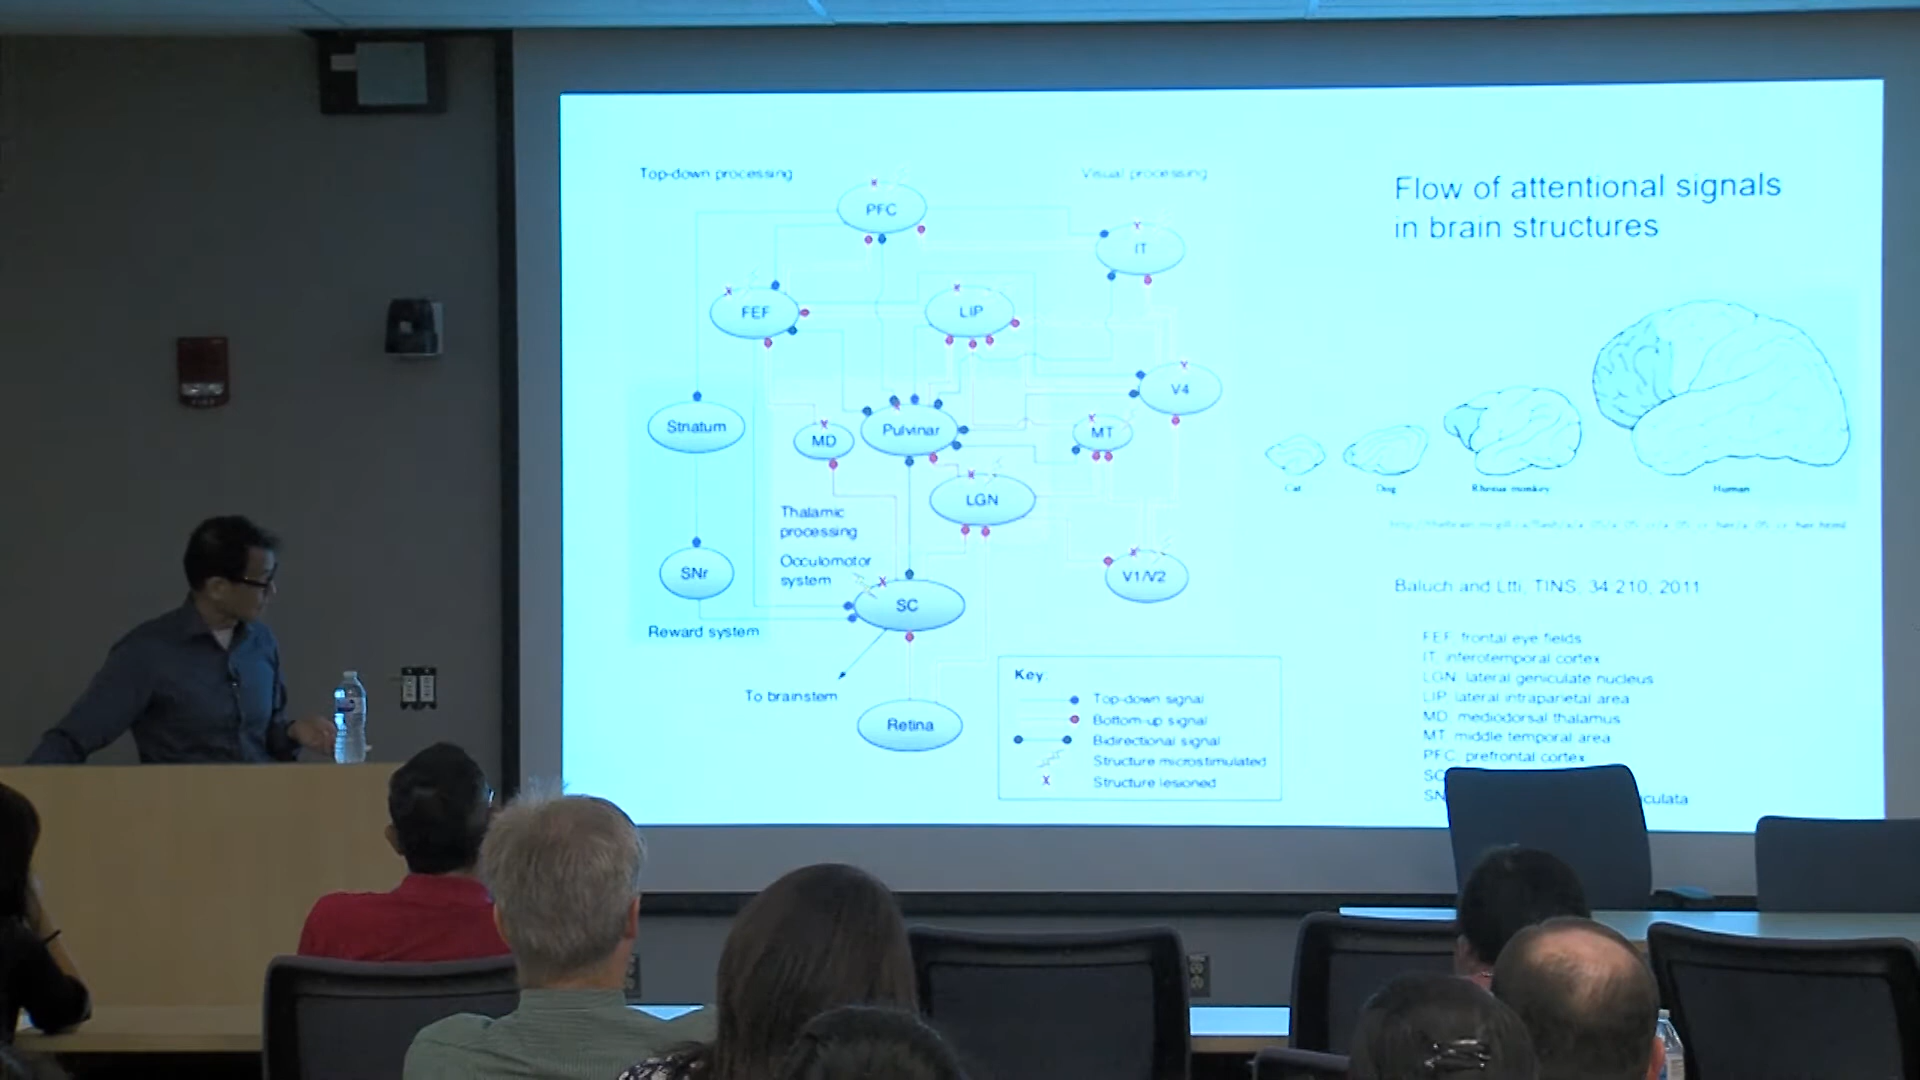 Top-down processing
Visual processing
PFC
IT
FEF
LIP
V4
Striatum
MD
Pulvinar
MT
LGN
Thalamic
processing
Occulomotor
system
SNr
SC
V1/V2
Reward system
To brainstem
Retina
Key
Top-down signal
Bottom-up signal
Bidirectional signal
Structure microstimulated
X Structure lesioned
Flow of attentional signals
in brain structures
Cat
Dog
Rhesus monkey
Human
Baluch and Ltti, TINS, 34:210, 2011
FEF: frontal eye fields
IT: inferotemporal cortex
LGN: lateral geniculate nucleus
LIP: lateral intraparietal area
MD: mediodorsal thalamus
MT: middle temporal area
PFC: prefrontal cortex
SC
SN